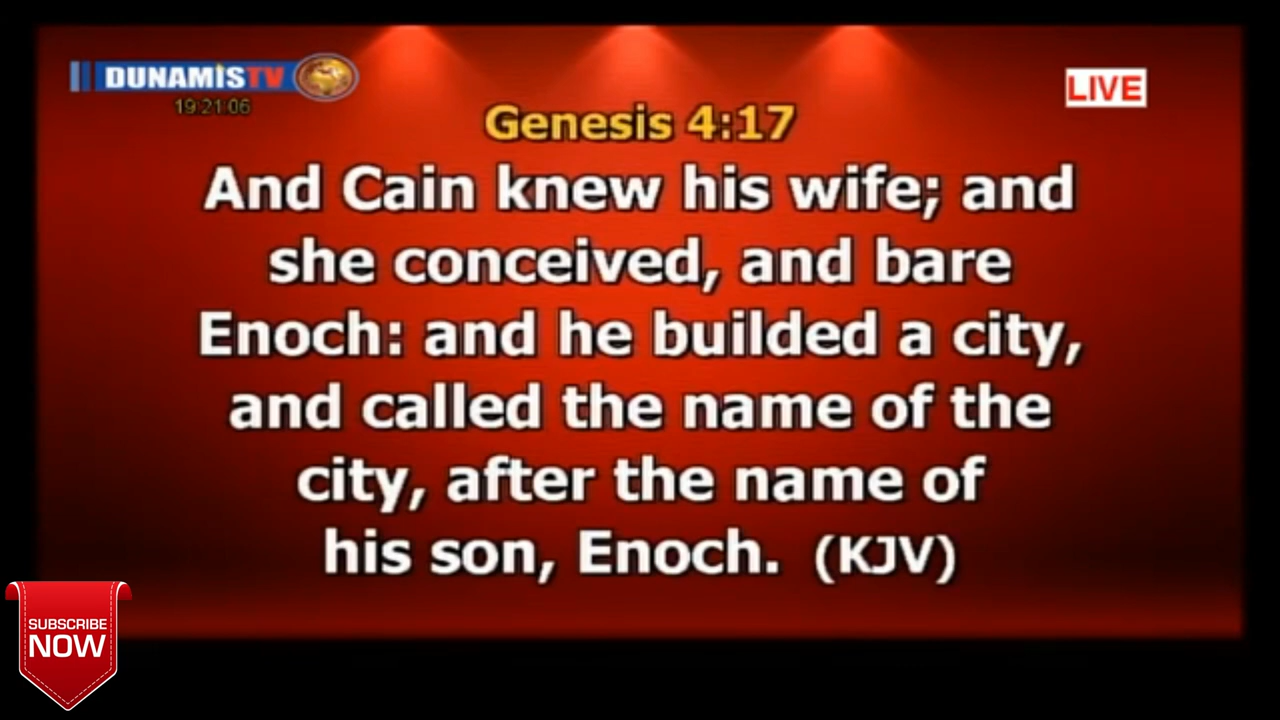 DUNAMIS TV
19:21:06
LIVE
Genesis 4:17
And Cain knew his wife; and
she conceived, and bare
Enoch: and he builded a city,
and called the name of the
city, after the name of
his son, Enoch. (KJV)
SUBSCRIBE
NOW